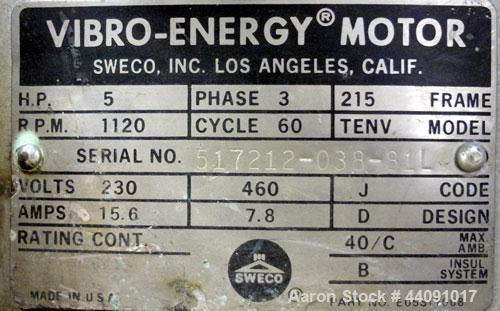 VIBRO-ENERGY® MOTOR
SWECO, INC. LOS ANGELES, CALIF.
H.P. 5 PHASE 3 215 FRAME
R.P.M. 1120 CYCLE 60 TENV MODEL
SERIAL NO. 517212-038-81L
VOLTS 230 460 J CODE
AMPS 15.6 7.8 D DESIGN
RATING CONT. 40/C MAX. AMB.
SWECO B INSUL SYSTEM
MADE IN U.S.A. PART NO.
Aaron Stock # 44091017